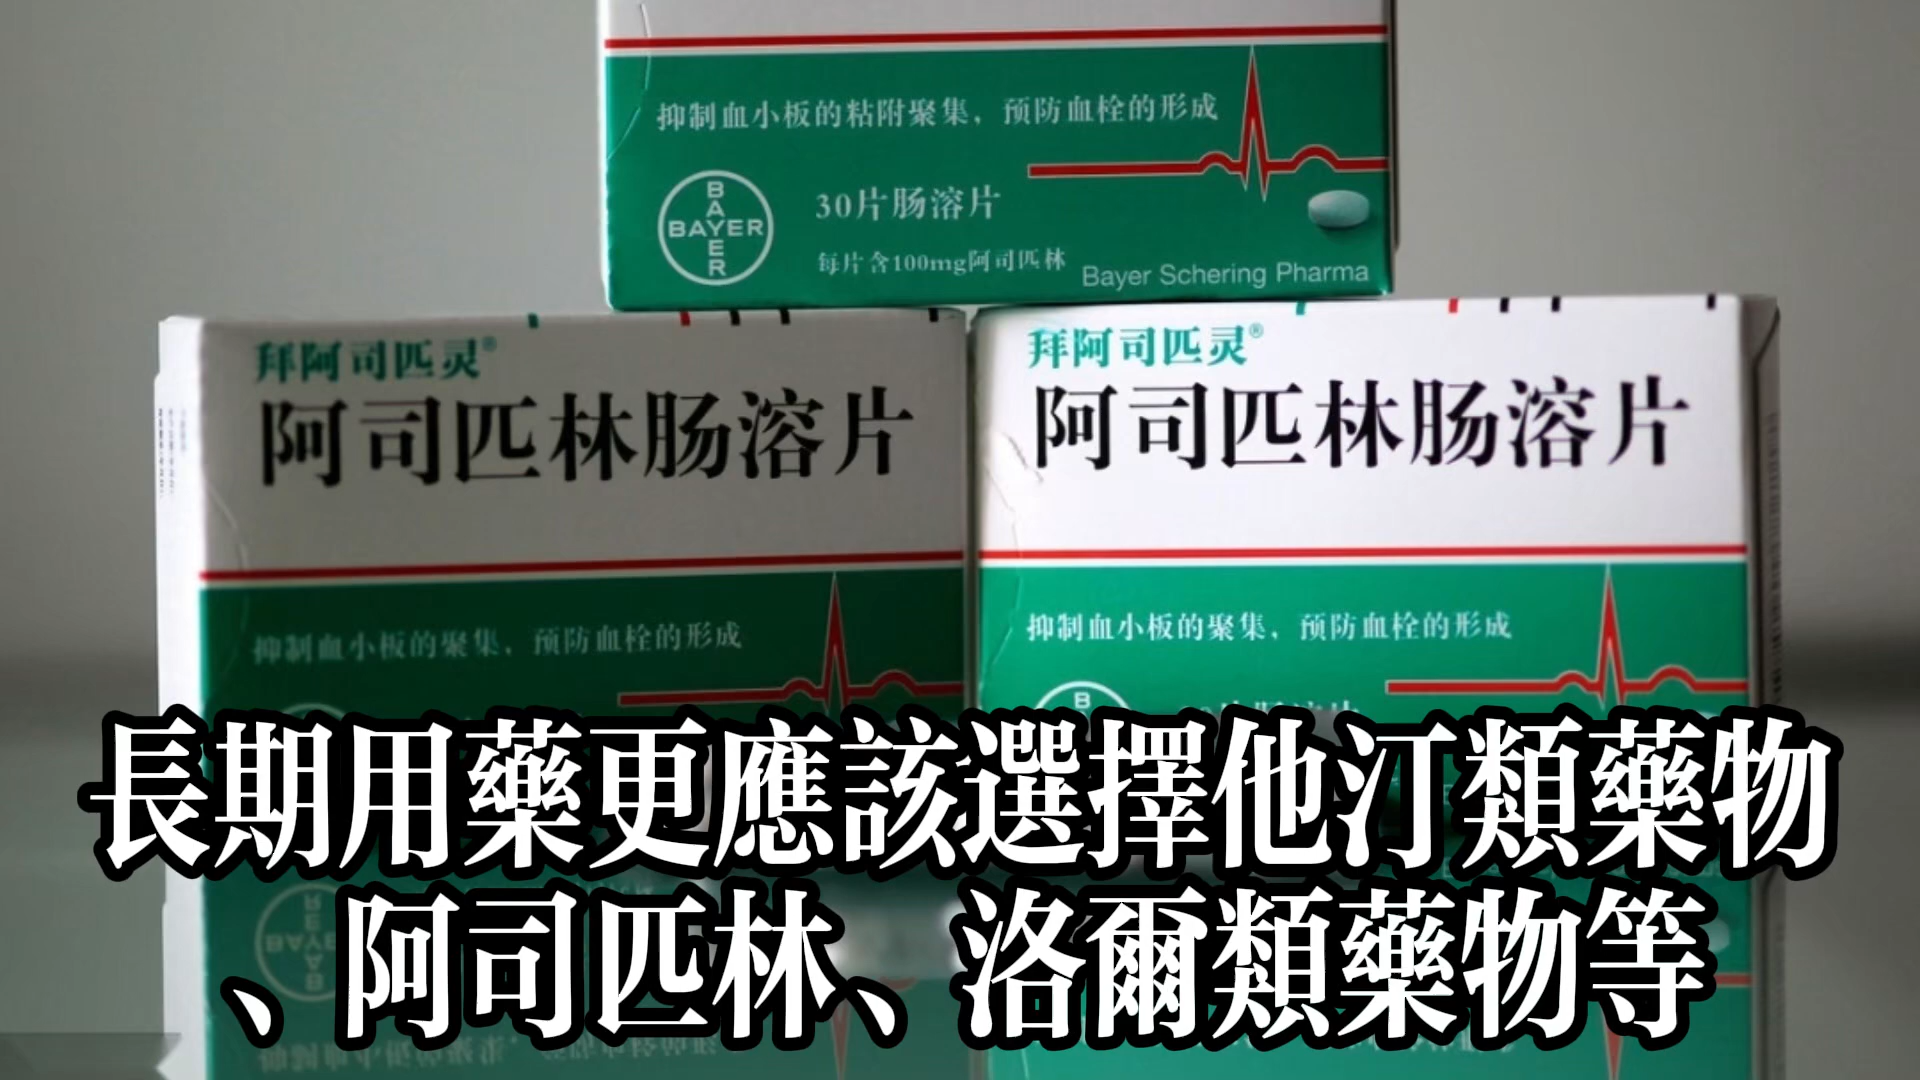 抑制血小板的粘附聚集，预防血栓的形成
BAYER
BAYER
30片肠溶片
每片含100mg阿司匹林
Bayer Schering Pharma
拜阿司匹灵®
阿司匹林肠溶片
抑制血小板的聚集，预防血栓的形成
拜阿司匹灵®
阿司匹林肠溶片
抑制血小板的聚集，预防血栓的形成
長期用藥更應該選擇他汀類藥物
、阿司匹林、洛爾類藥物等